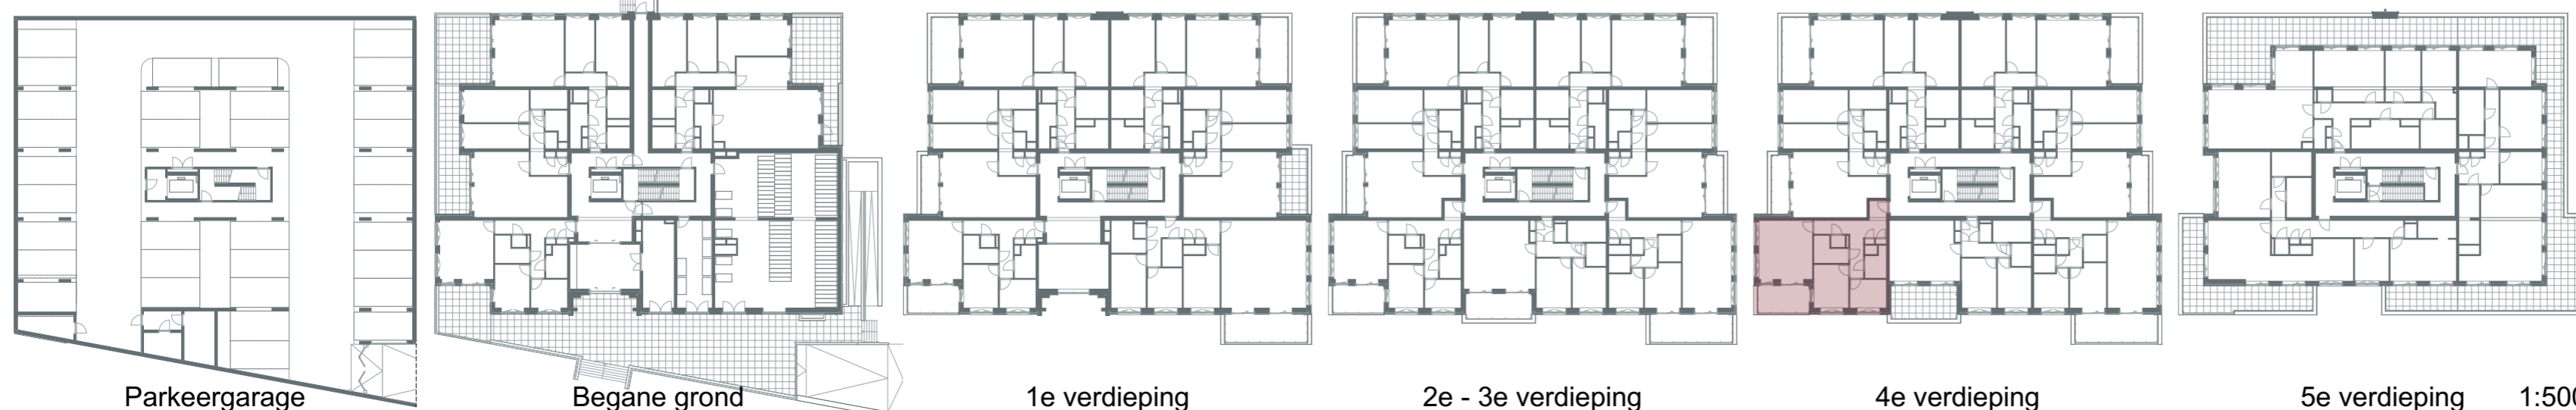 Parkeergarage
Begane grond
1e verdieping
2e - 3e verdieping
4e verdieping
5e verdieping